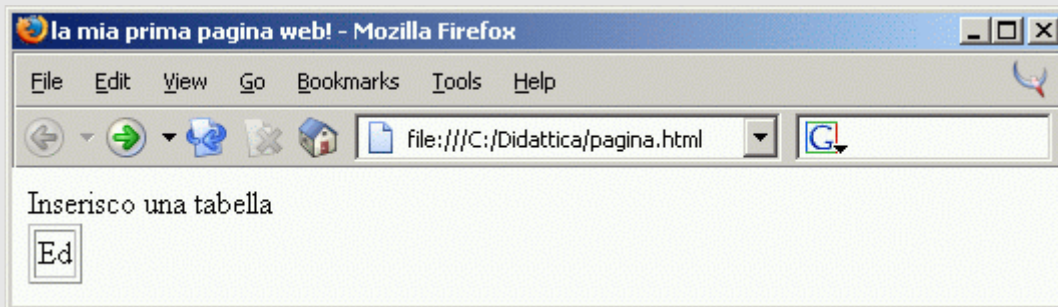 la mia prima pagina web! - Mozilla Firefox
File Edit View Go Bookmarks Tools Help
file:///C:/Didattica/pagina.html G
Inserisco una tabella
Ed